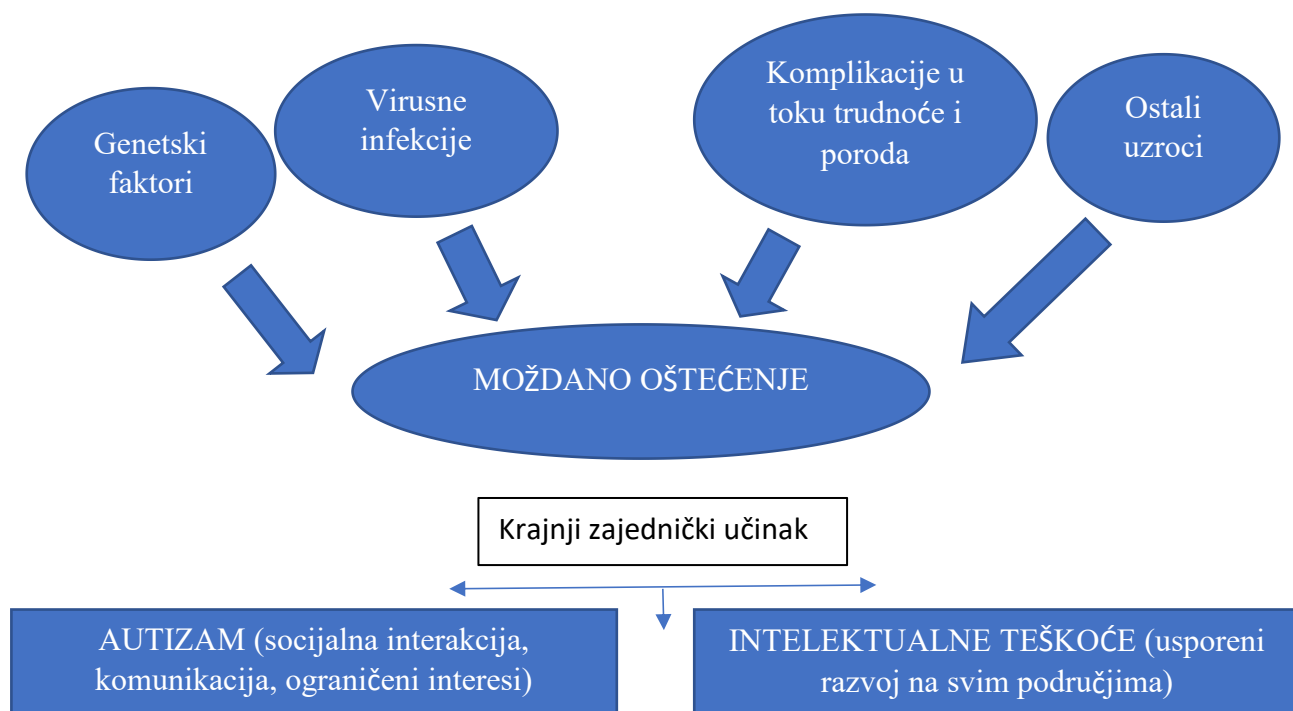 Genetski
faktori
Virusne
infekcije
Komplikacije u
toku trudnoće i
poroda
Ostali
uzroci
MOŽDANO OŠTEĆENJE
Krajnji zajednički učinak
AUTIZAM (socijalna interakcija,
komunikacija, ograničeni interesi)
INTELEKTUALNE TEŠKOĆE (usporeni
razvoj na svim područjima)